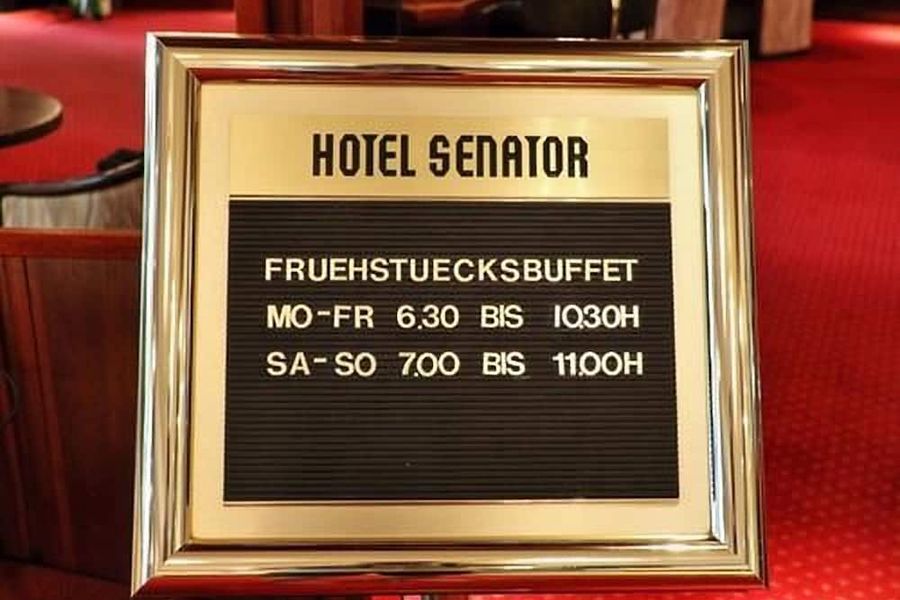 HOTEL SENATOR
FRUEHSTUECKSBUFFET
MO-FR 6.30 BIS 10.30H
SA-SO 7.00 BIS 11.00H